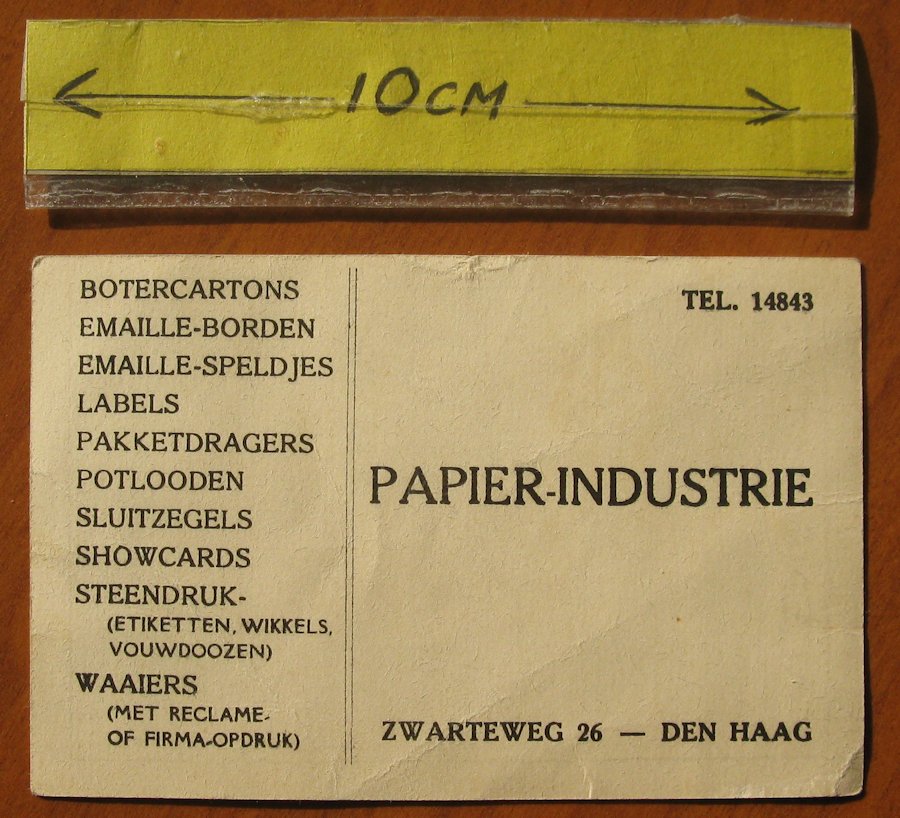 10CM
BOTERCARTONS
EMAILLE-BORDEN
EMAILLE-SPELDJES
LABELS
PAKKETDRAGERS
POTLOODEN
SLUITZEGELS
SHOWCARDS
STEENDRUK-
(ETIKETTEN, WIKKELS,
VOUWDOOZEN)
WAAIERS
(MET RECLAME-
OF FIRMA-OPDRUK)
TEL. 14843
PAPIER-INDUSTRIE
ZWARTEWEG 26 — DEN HAAG